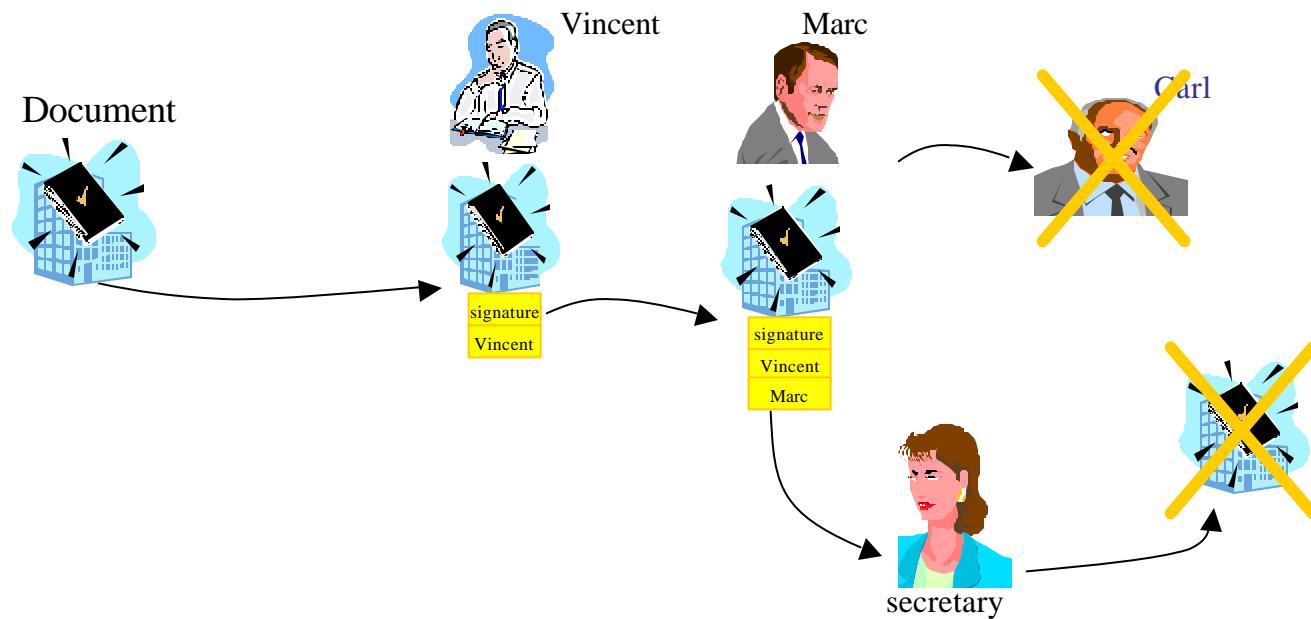 Vincent
Marc
Carl
Document
signature
Vincent
signature
Vincent
Marc
secretary